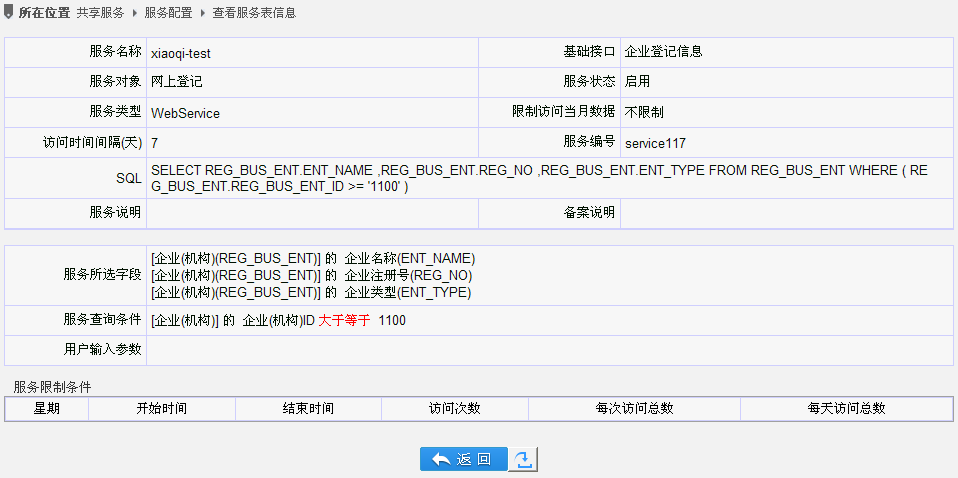 所在位置 共享服务 服务配置 查看服务表信息
服务名称 xiaoqi-test 基础接口 企业登记信息
服务对象 网上登记 服务状态 启用
服务类型 WebService 限制访问当月数据 不限制
访问时间间隔(天) 7 服务编号 service117
SQL SELECT REG_BUS_ENT.ENT_NAME ,REG_BUS_ENT.REG_NO ,REG_BUS_ENT.ENT_TYPE FROM REG_BUS_ENT WHERE ( RE
G_BUS_ENT.REG_BUS_ENT_ID >= '1100' )
服务说明 备案说明
服务所选字段 [企业(机构)(REG_BUS_ENT)] 的 企业名称(ENT_NAME)
[企业(机构)(REG_BUS_ENT)] 的 企业注册号(REG_NO)
[企业(机构)(REG_BUS_ENT)] 的 企业类型(ENT_TYPE)
服务查询条件 [企业(机构)] 的 企业(机构)ID 大于等于 1100
用户输入参数
服务限制条件
星期 开始时间 结束时间 访问次数 每次访问总数 每天访问总数
返回